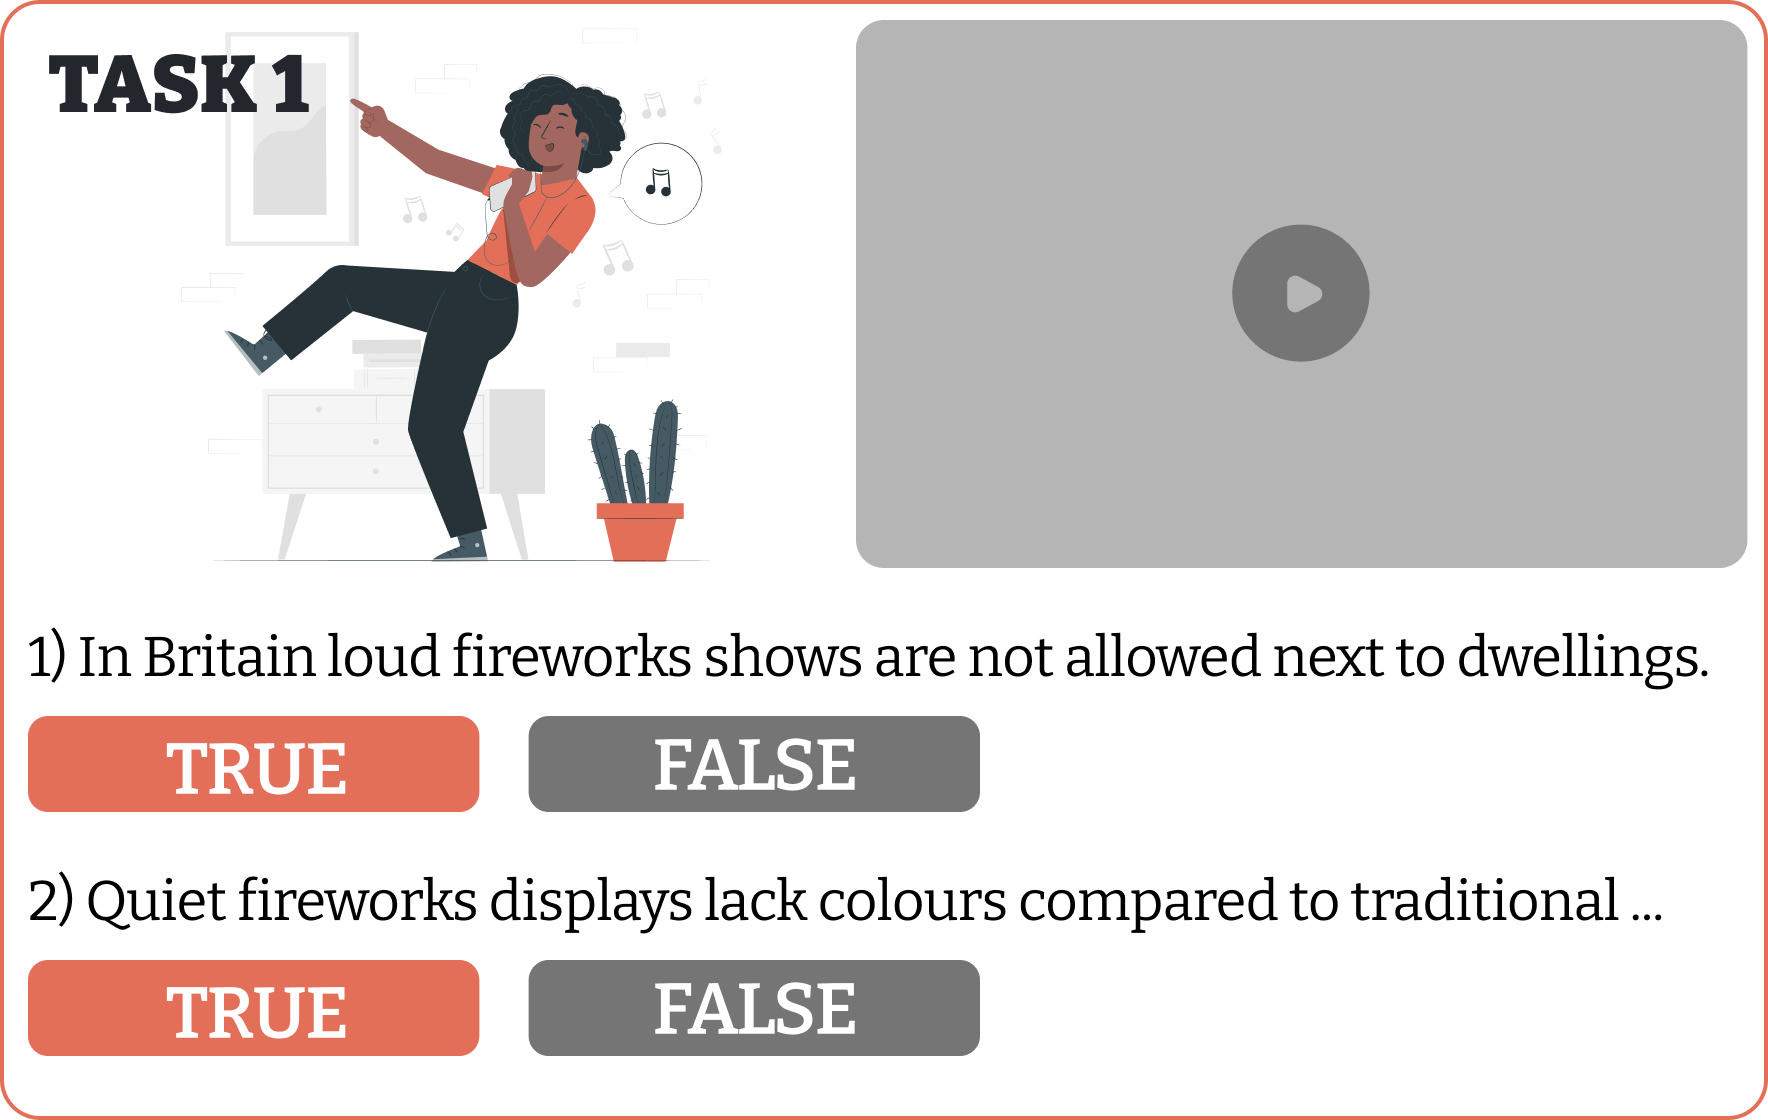 TASK 1
1) In Britain loud fireworks shows are not allowed next to dwellings.
TRUE
FALSE
2) Quiet fireworks displays lack colours compared to traditional ...
TRUE
FALSE